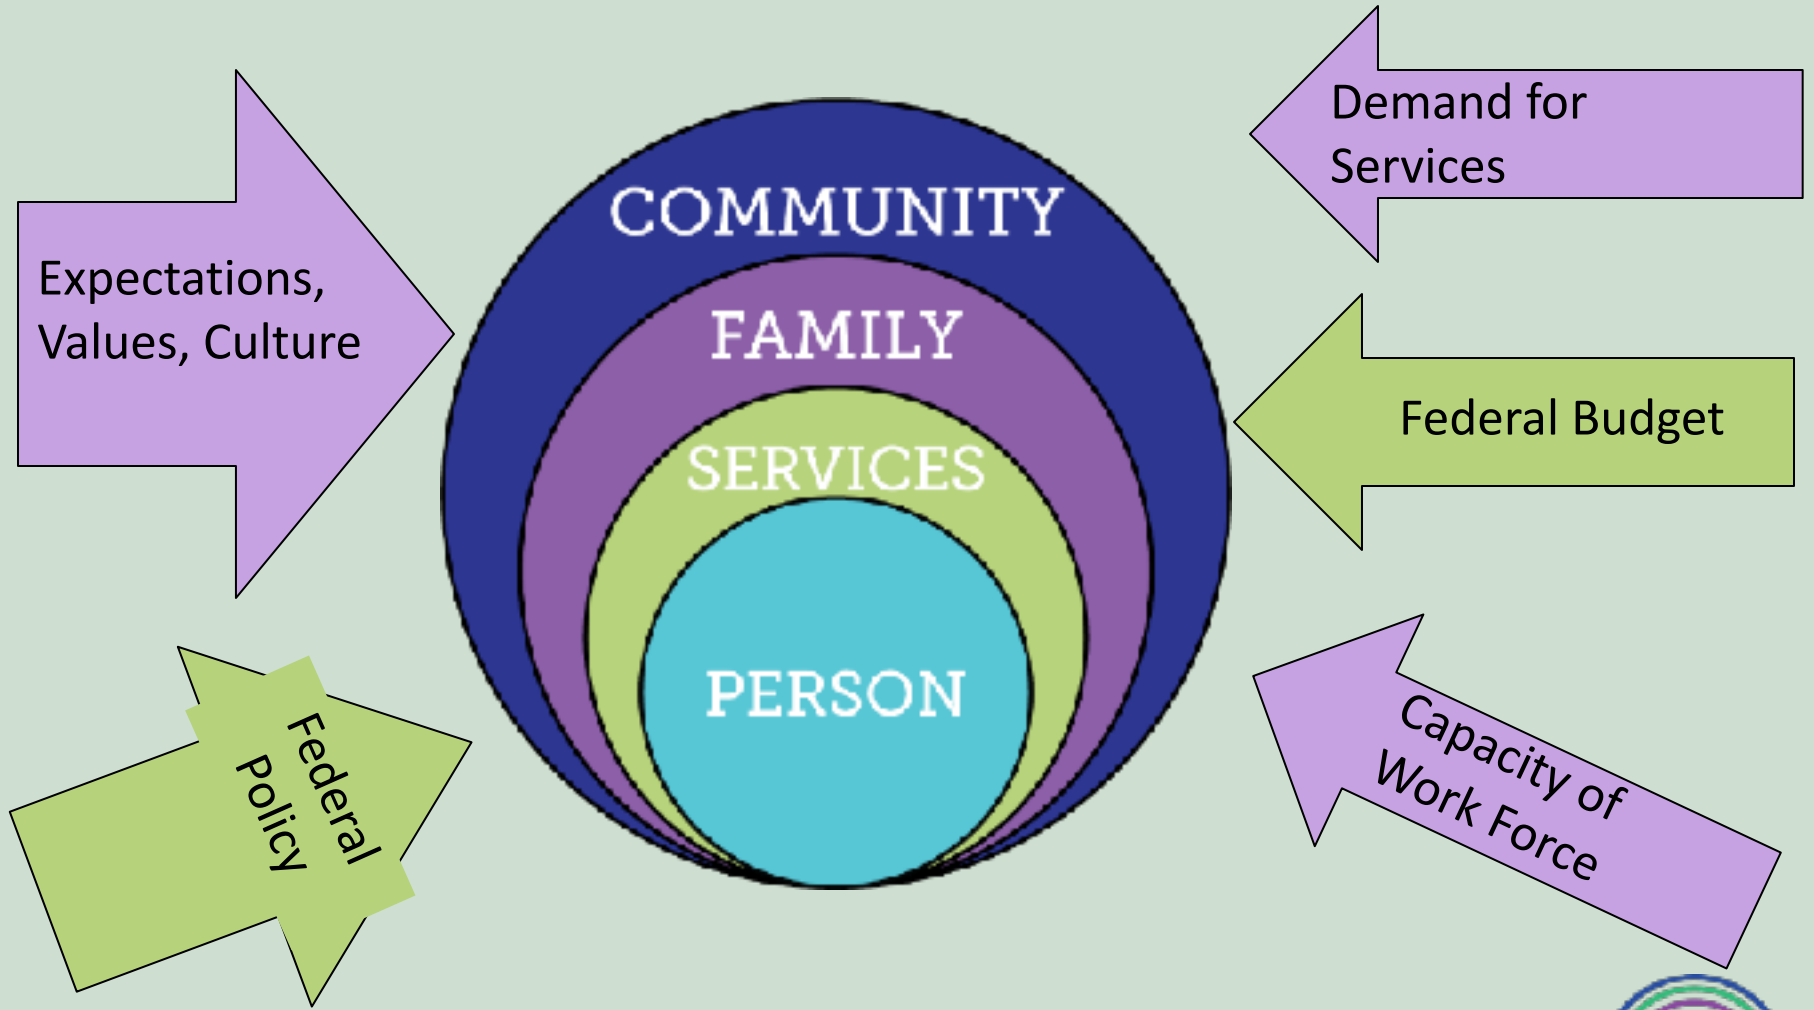 Expectations,
Values, Culture
Federal
Policy
COMMUNITY
FAMILY
SERVICES
PERSON
Demand for
Services
Federal Budget
Capacity of
Work Force